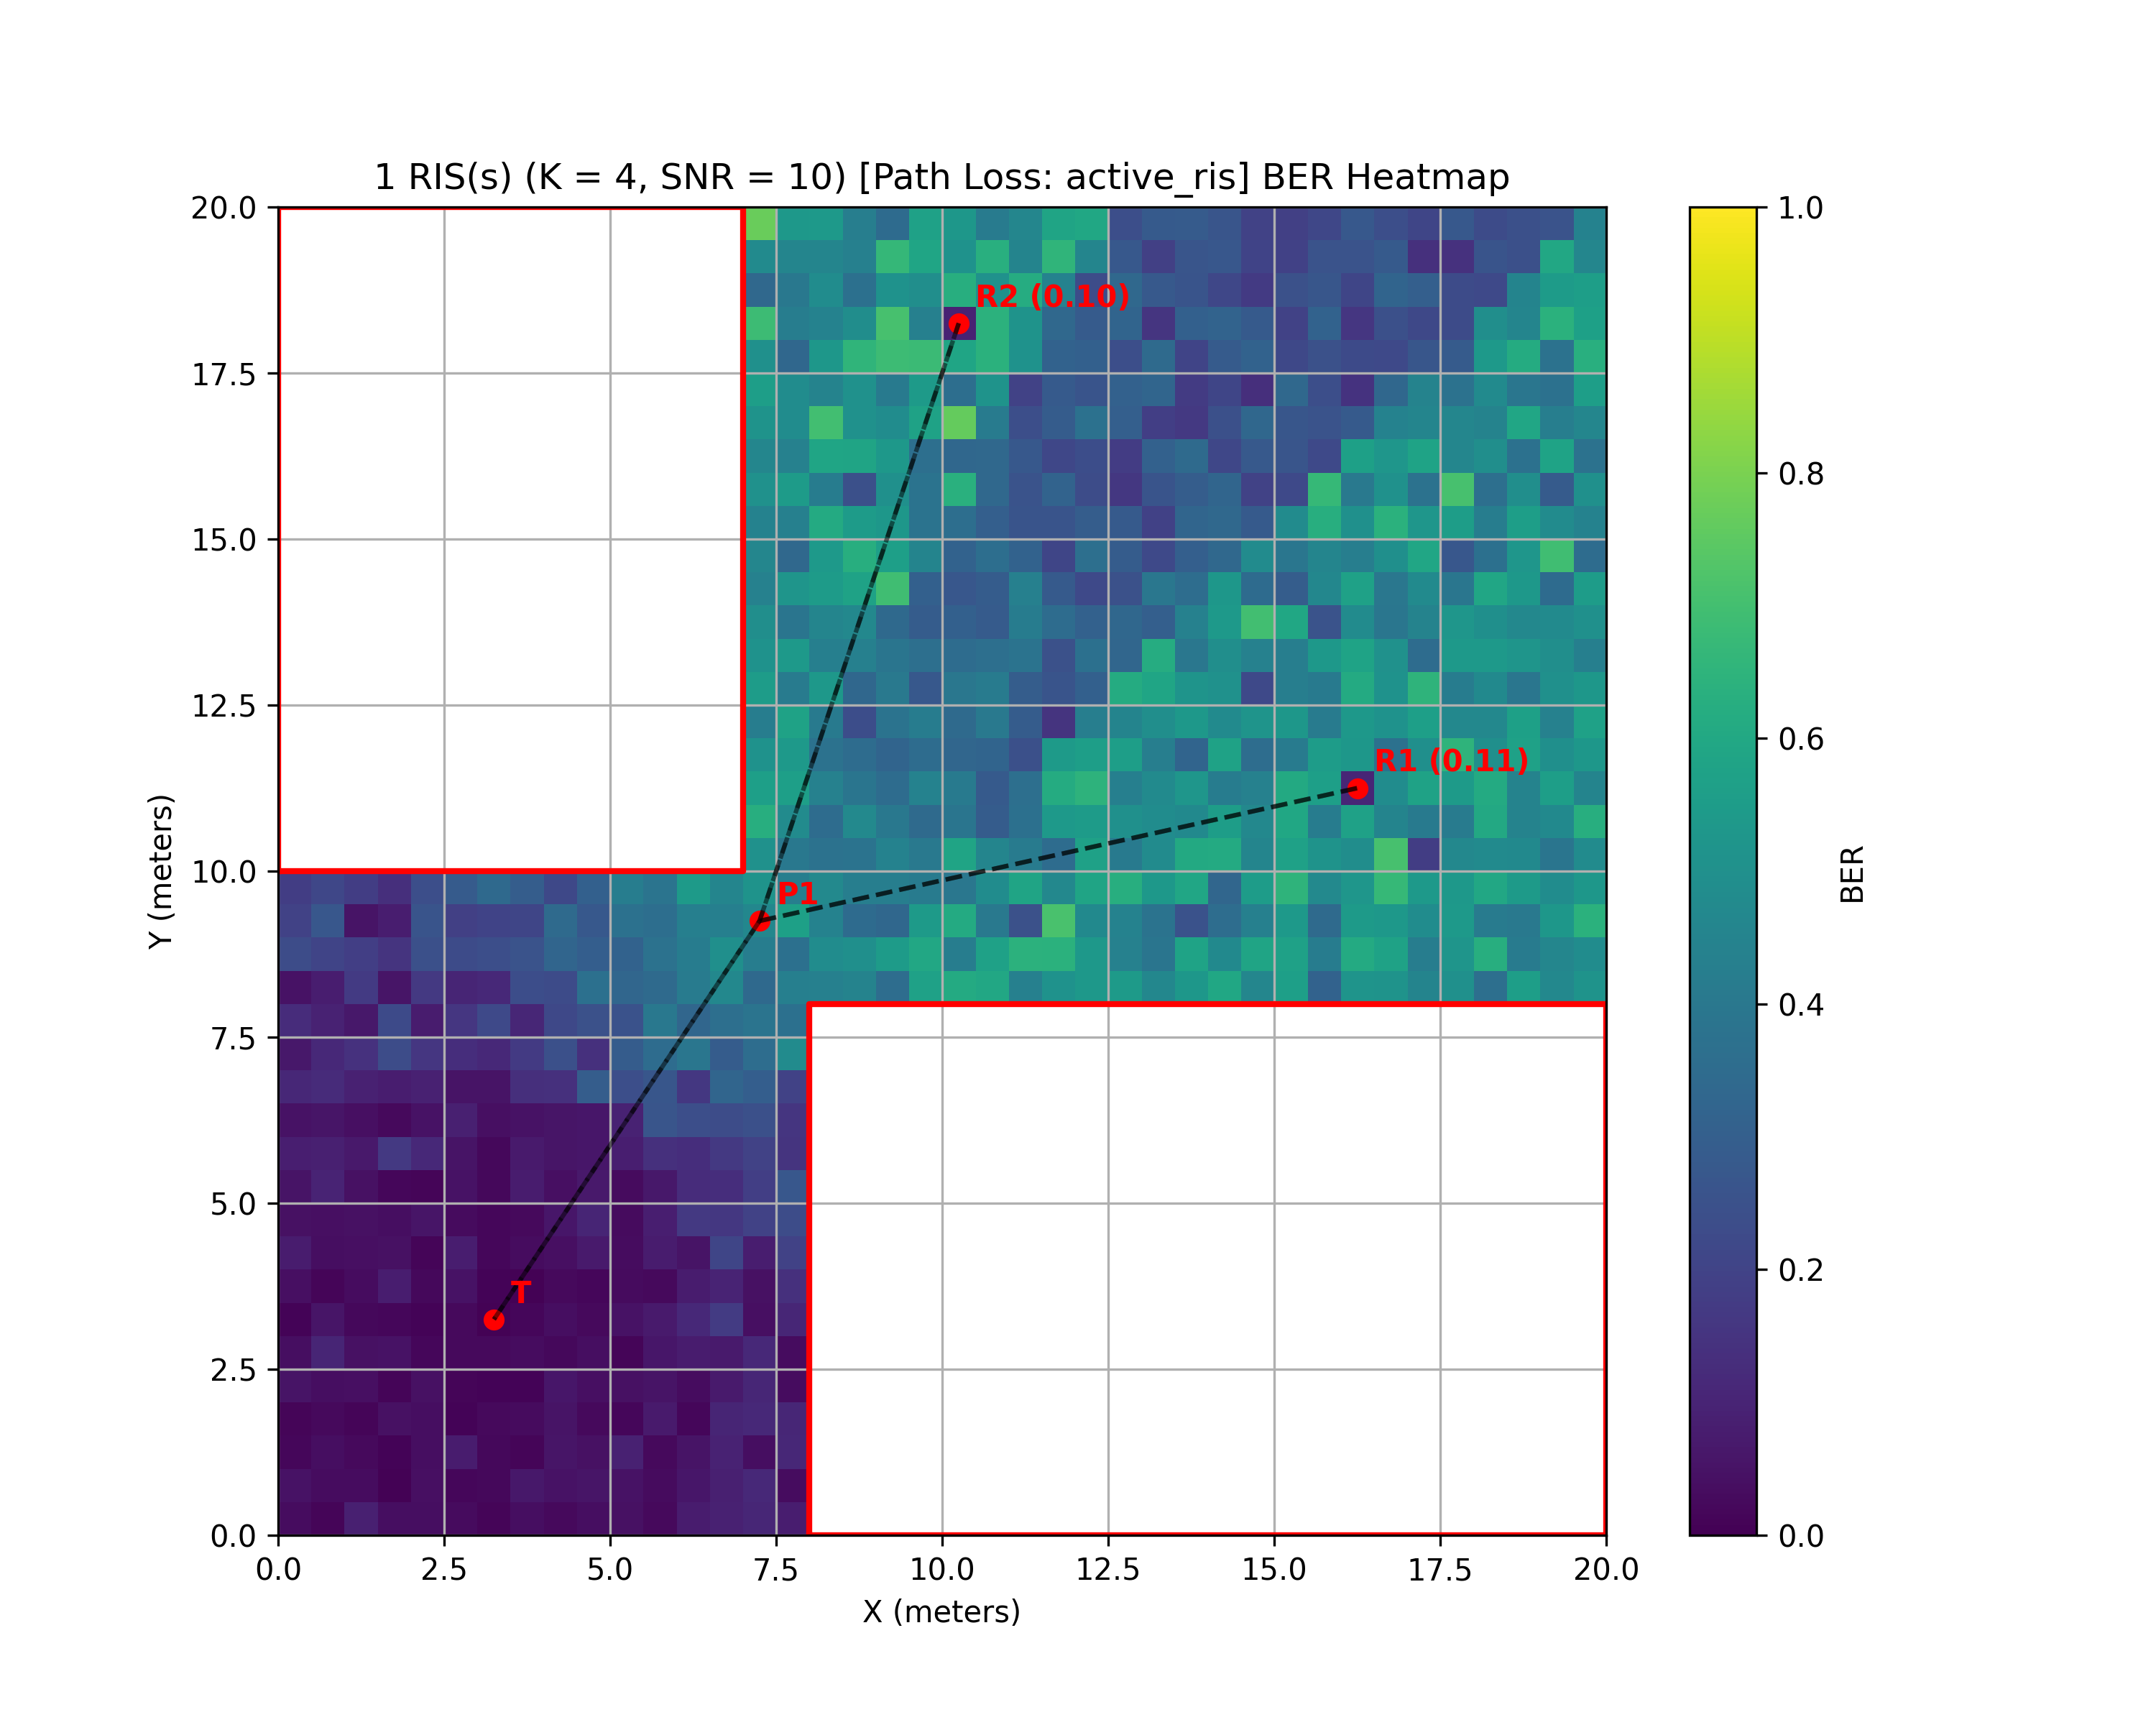 1 RIS(s) (K = 4, SNR = 10) [Path Loss: active_ris] BER Heatmap
20.0
17.5
15.0
12.5
10.0
7.5
5.0
2.5
0.0
Y (meters)
R2 (0.10)
R1 (0.11)
P1
T
0.0 2.5 5.0 7.5 10.0 12.5 15.0 17.5 20.0
X (meters)
1.0
0.8
0.6
0.4
0.2
0.0
BER